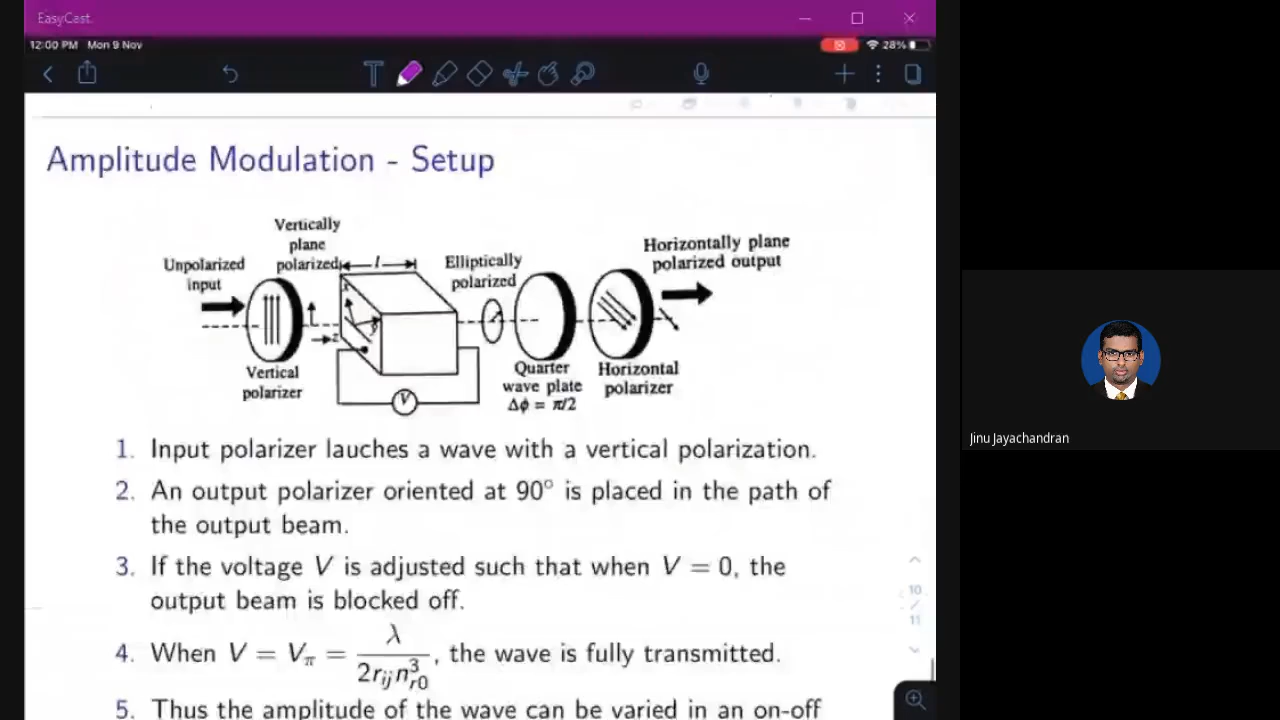 EasyCast.
12:00 PM Mon 9 Nov
28%
Amplitude Modulation - Setup
Unpolarized
input
Vertically
plane
polarized
l
Elliptically
polarized
Horizontally plane
polarized output
x
y
z
V
Vertical
polarizer
Quarter
wave plate
Δϕ = π/2
Horizontal
polarizer
1. Input polarizer lauches a wave with a vertical polarization.
2. An output polarizer oriented at 90° is placed in the path of
the output beam.
3. If the voltage V is adjusted such that when V = 0, the
output beam is blocked off.
4. When V = Vπ = λ / 2rᵢⱼn³r0, the wave is fully transmitted.
5. Thus the amplitude of the wave can be varied in an on-off
10
/
11
Jinu Jayachandran